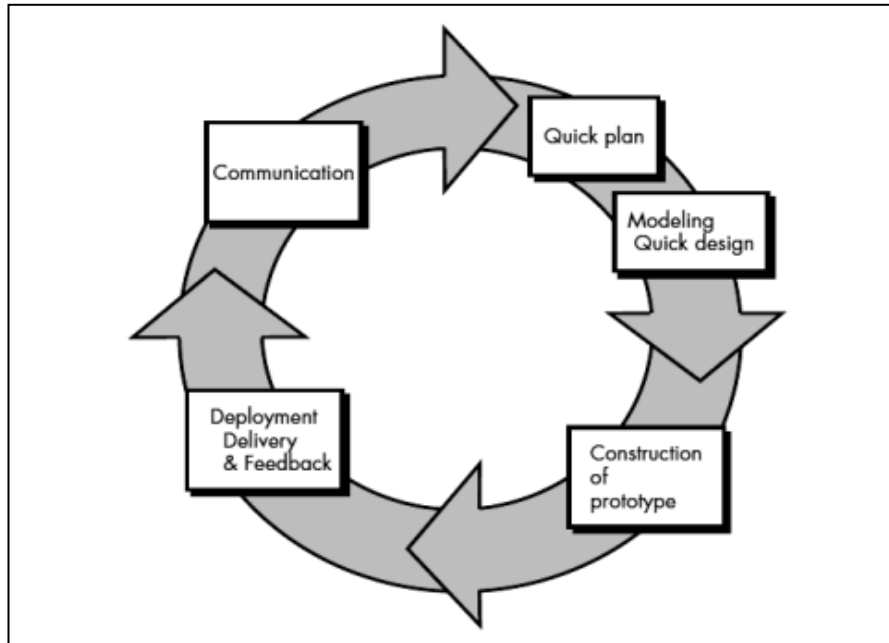 Communication
Quick plan
Modeling
Quick design
Construction
of
prototype
Deployment
Delivery
& Feedback